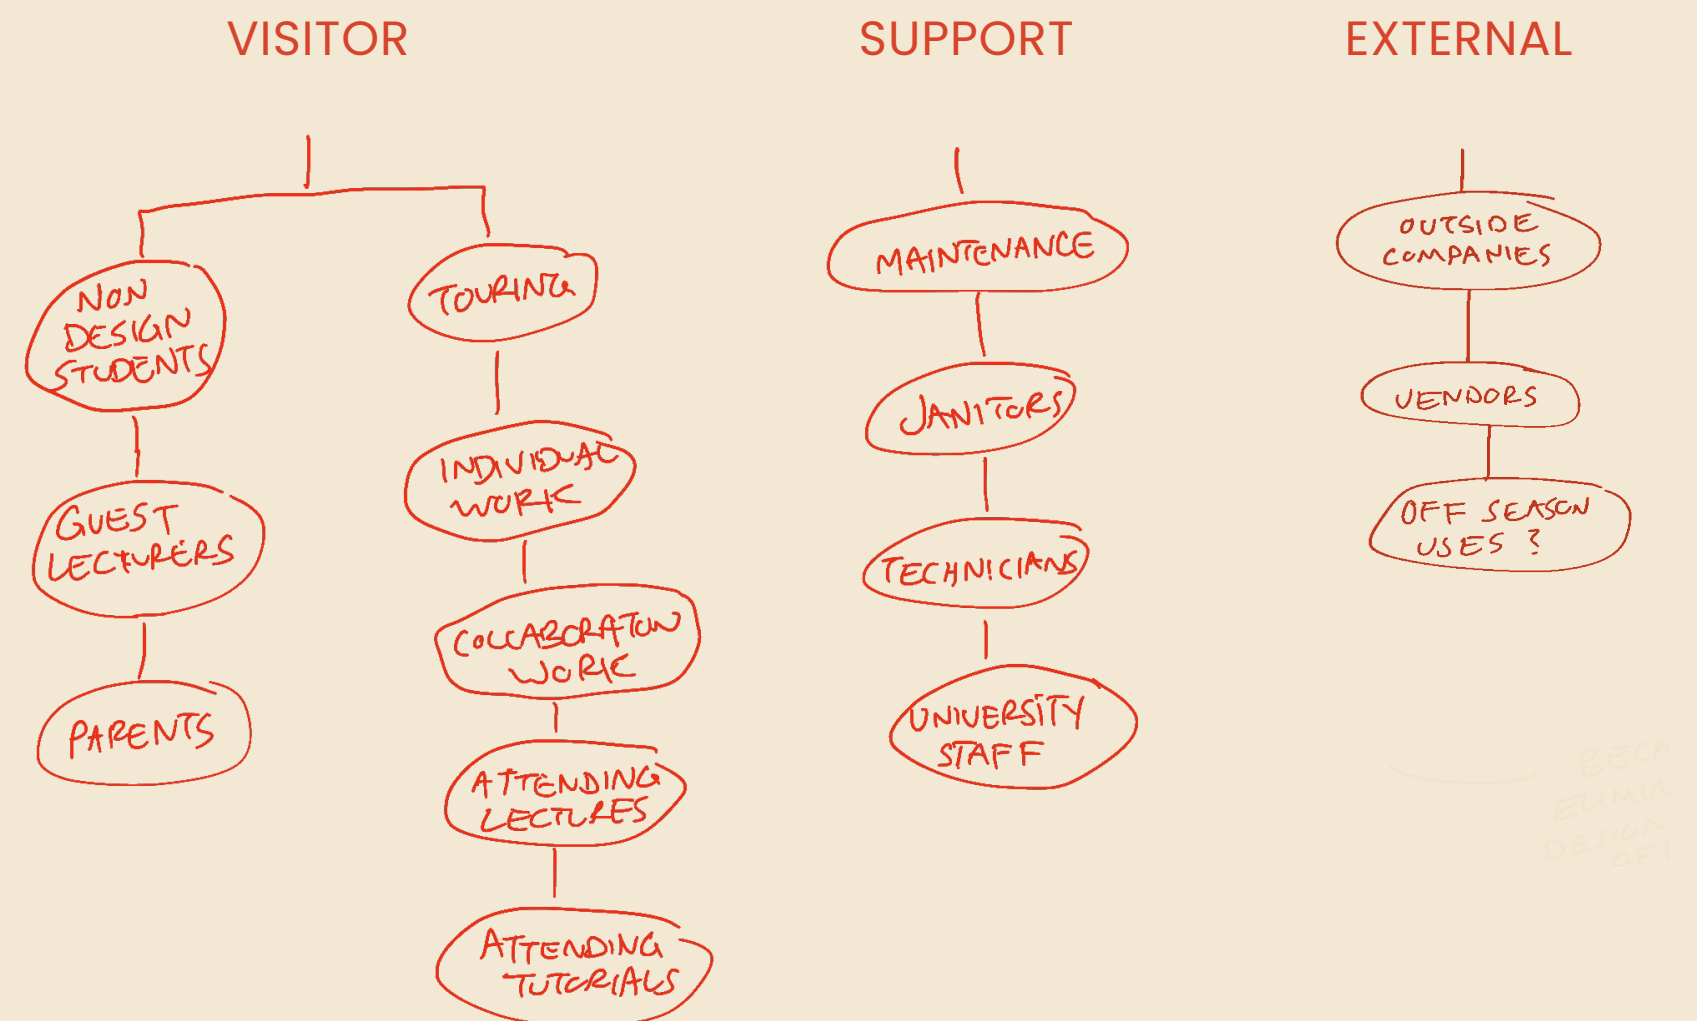 VISITOR
NON
DESIGN
STUDENTS
GUEST
LECTURERS
PARENTS
TOURING
INDIVIDUAL
WORK
COLLABORATION
WORK
ATTENDING
LECTURES
ATTENDING
TUTORIALS
SUPPORT
MAINTENANCE
JANITORS
TECHNICIANS
UNIVERSITY
STAFF
EXTERNAL
OUTSIDE
COMPANIES
VENDORS
OFF SEASON
USES ?
DESIGN